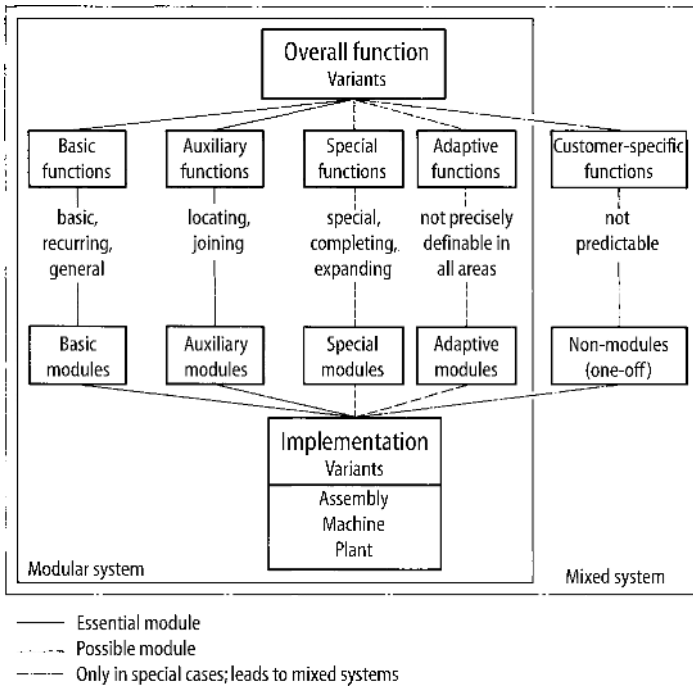 Overall function
Variants
Basic
functions
Auxiliary
functions
Special
functions
Adaptive
functions
Customer-specific
functions
basic,
recurring,
general
locating,
joining
special,
completing,
expanding
not precisely
definable in
all areas
not
predictable
Basic
modules
Auxiliary
modules
Special
modules
Adaptive
modules
Non-modules
(one-off)
Implementation
Variants
Assembly
Machine
Plant
Modular system
Mixed system
Essential module
Possible module
Only in special cases; leads to mixed systems